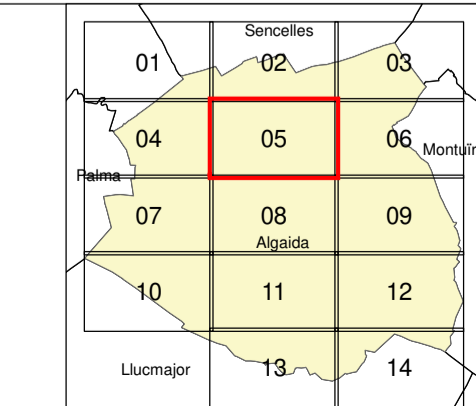 Sencelles
01 02 03
04 05 06
Montuïr
Palma
07 08 09
Algaida
10 11 12
Llucmajor
13 14